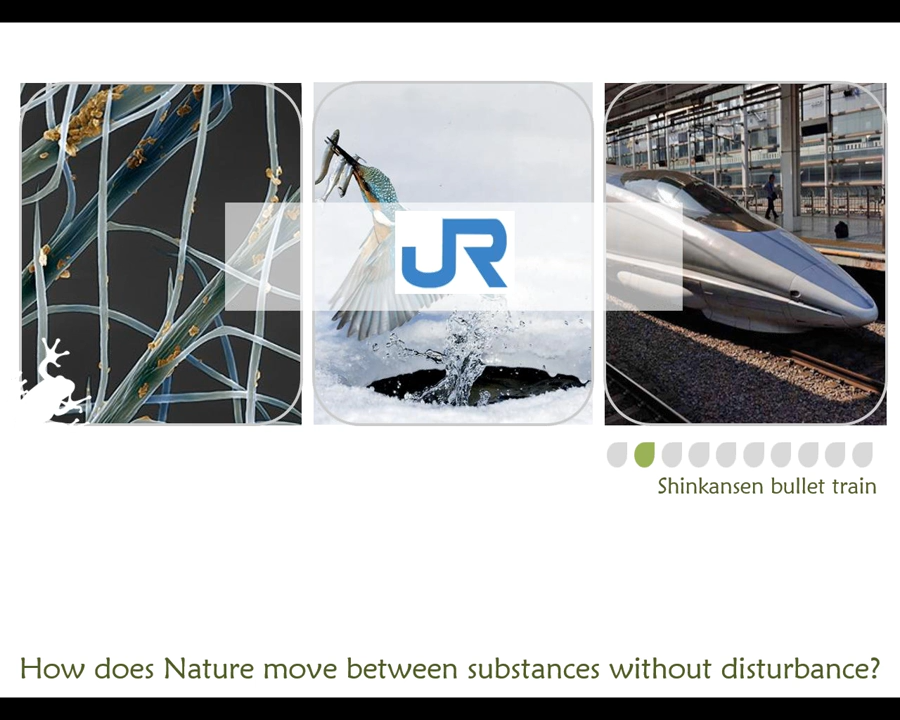 JR
Shinkansen bullet train
How does Nature move between substances without disturbance?